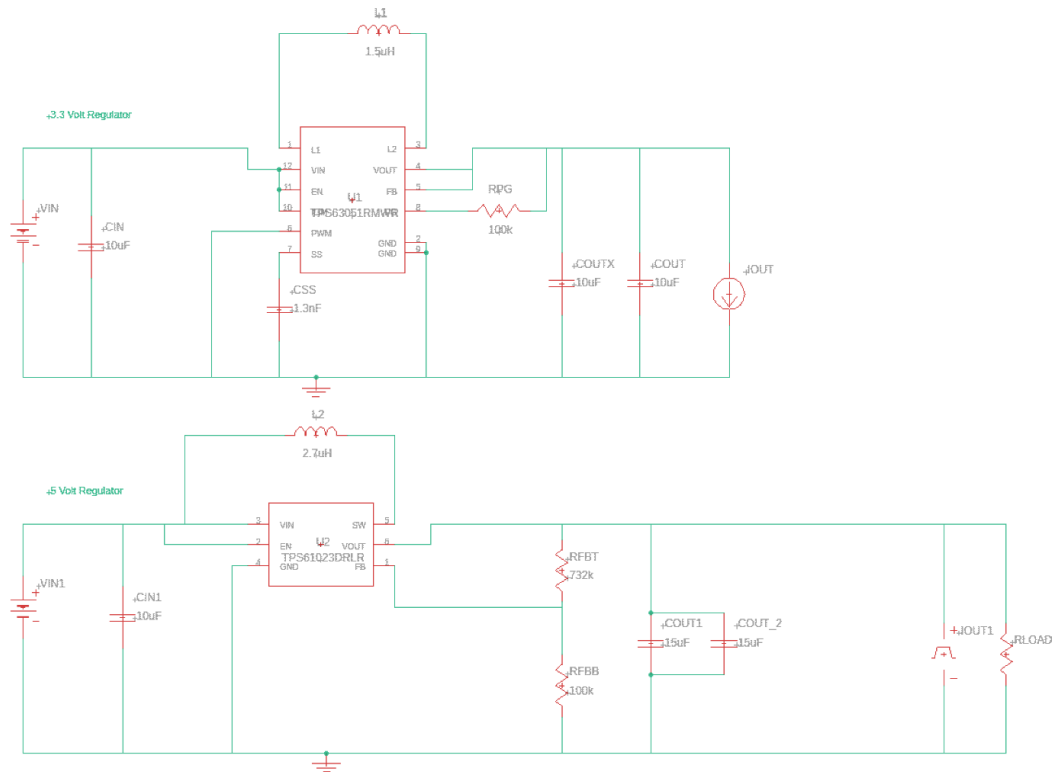 L1
1.5uH
3.3 Volt Regulator
1
L1
L2
3
12
VIN
VOUT
4
11
EN
FB
5
U1
TPS63051RMWR
10
8
6
PWM
GND
2
7
SS
GND
9
VIN
CIN
10uF
RPG
100k
CSS
1.3nF
COUTX
10uF
COUT
10uF
IOUT
L2
2.7uH
5 Volt Regulator
3
VIN
SW
5
U2
2
EN
VOUT
6
TPS61023DRLR
4
GND
FB
1
VIN1
CIN1
10uF
RFBT
732k
RFBB
100k
COUT1
15uF
COUT_2
15uF
IOUT1
RLOAD